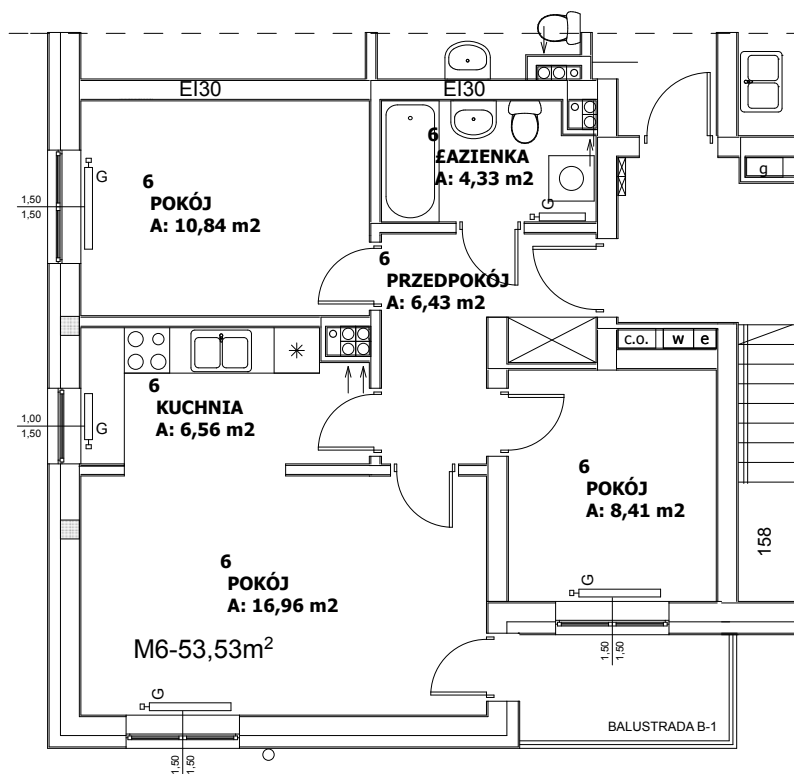 EI30
EI30
6
£AZIENKA
A: 4,33 m2
G
g
6
POKÓJ
A: 10,84 m2
G
1,50
1,50
6
PRZEDPOKÓJ
A: 6,43 m2
c.o.
w
e
6
KUCHNIA
A: 6,56 m2
G
1,00
1,50
6
POKÓJ
A: 8,41 m2
G
1,50
1,50
158
6
POKÓJ
A: 16,96 m2
M6-53,53m²
G
1,50
1,50
BALUSTRADA B-1